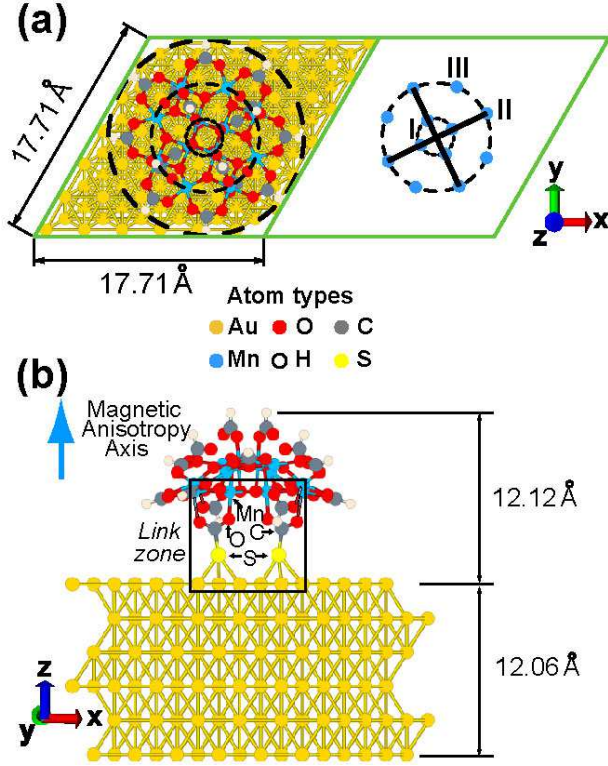 (a)
17.71Å
17.71Å
III
II
I
y
z
x
Atom types
Au O C
Mn H S
(b)
Magnetic
Anisotropy
Axis
Link
zone
Mn
O
C
S
12.12Å
12.06Å
z
y
x